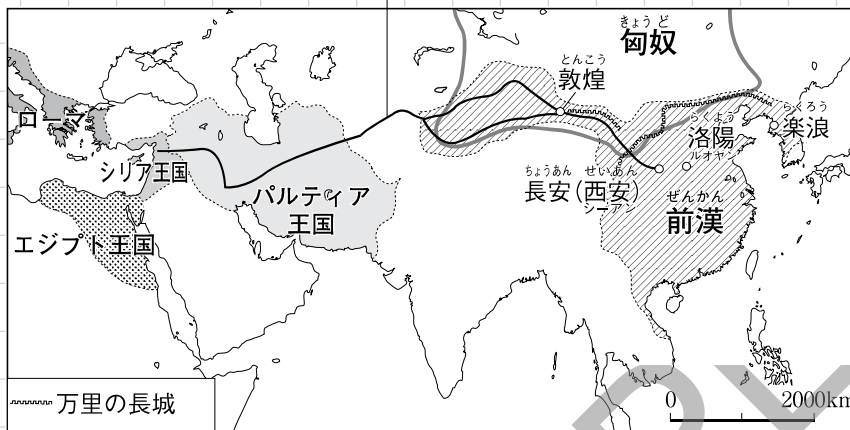 きょうど
匈奴
とんこう
敦煌
ローマ
らくろう
楽浪
らくよう
洛陽
ルオヤン
シリア王国
ちょうあん せいあん
長安(西安)
シーアン
パルティア
王国
ぜんかん
前漢
エジプト王国
万里の長城
0 2000km